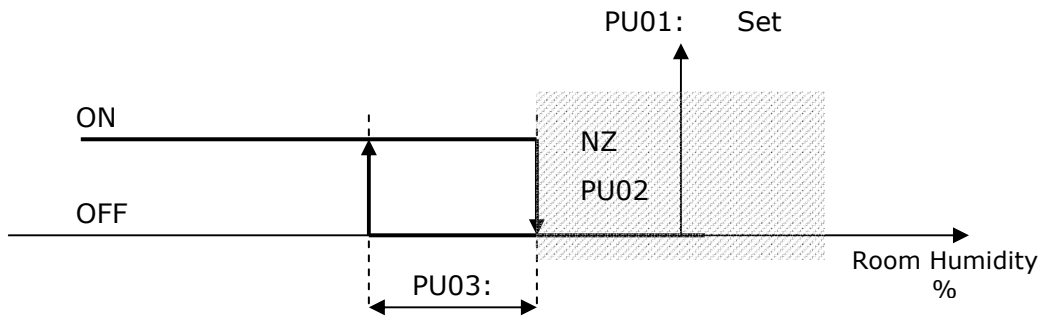 PU01: Set
ON
NZ
PU02
OFF
Room Humidity
%
PU03: